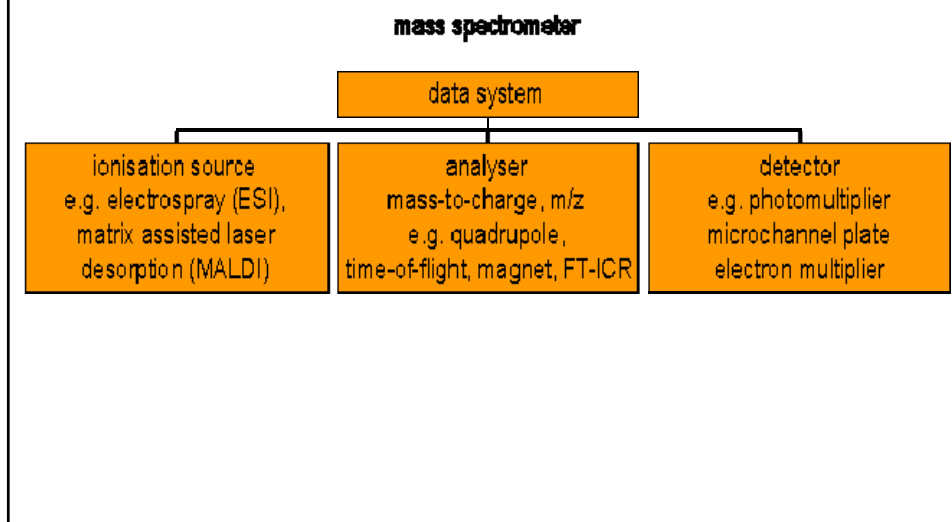 mass spectrometer
data system
ionisation source
e.g. electrospray (ESI),
matrix assisted laser
desorption (MALDI)
analyser
mass-to-charge, m/z
e.g. quadrupole,
time-of-flight, magnet, FT-ICR
detector
e.g. photomultiplier
microchannel plate
electron multiplier